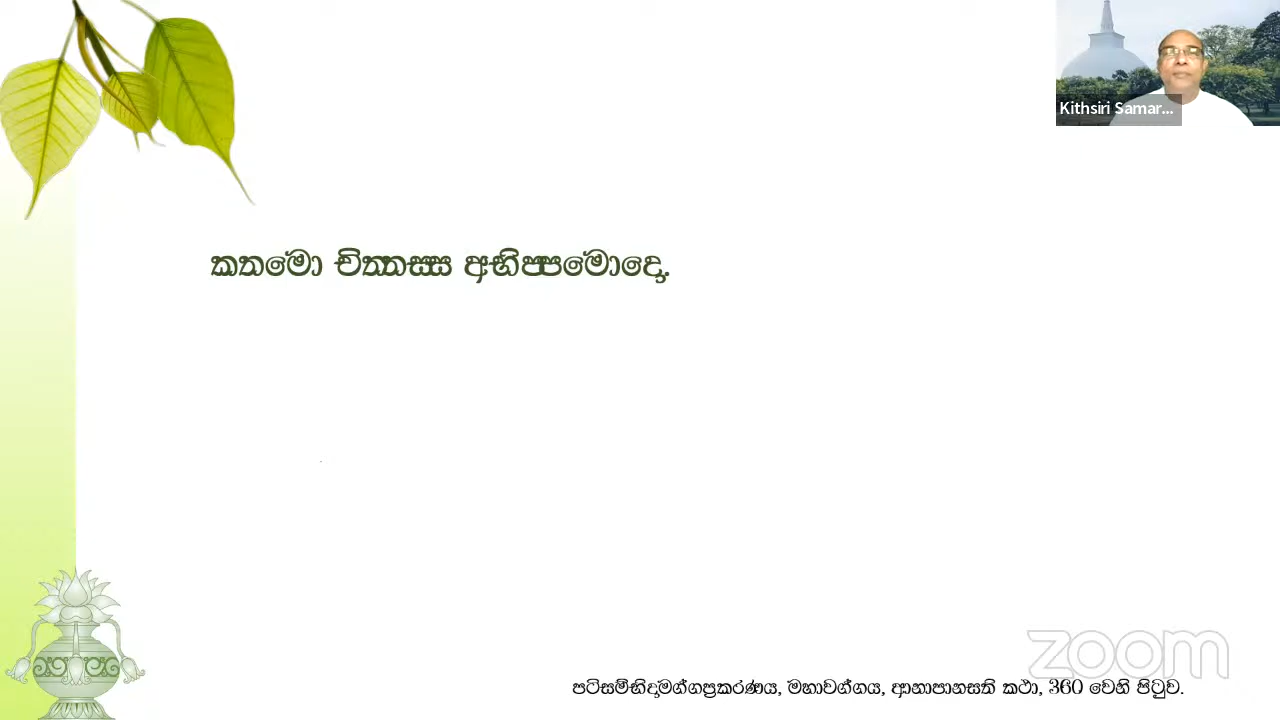 Kithsiri Samar...
කතමො චිත්තස්ස අභිප්පමොදො.
zoom
පටිසම්භිදාමග්ගප්‍රකරණය, මහාවග්ගය, ආනාපානසති කථා, 360 වෙනි පිටුව.